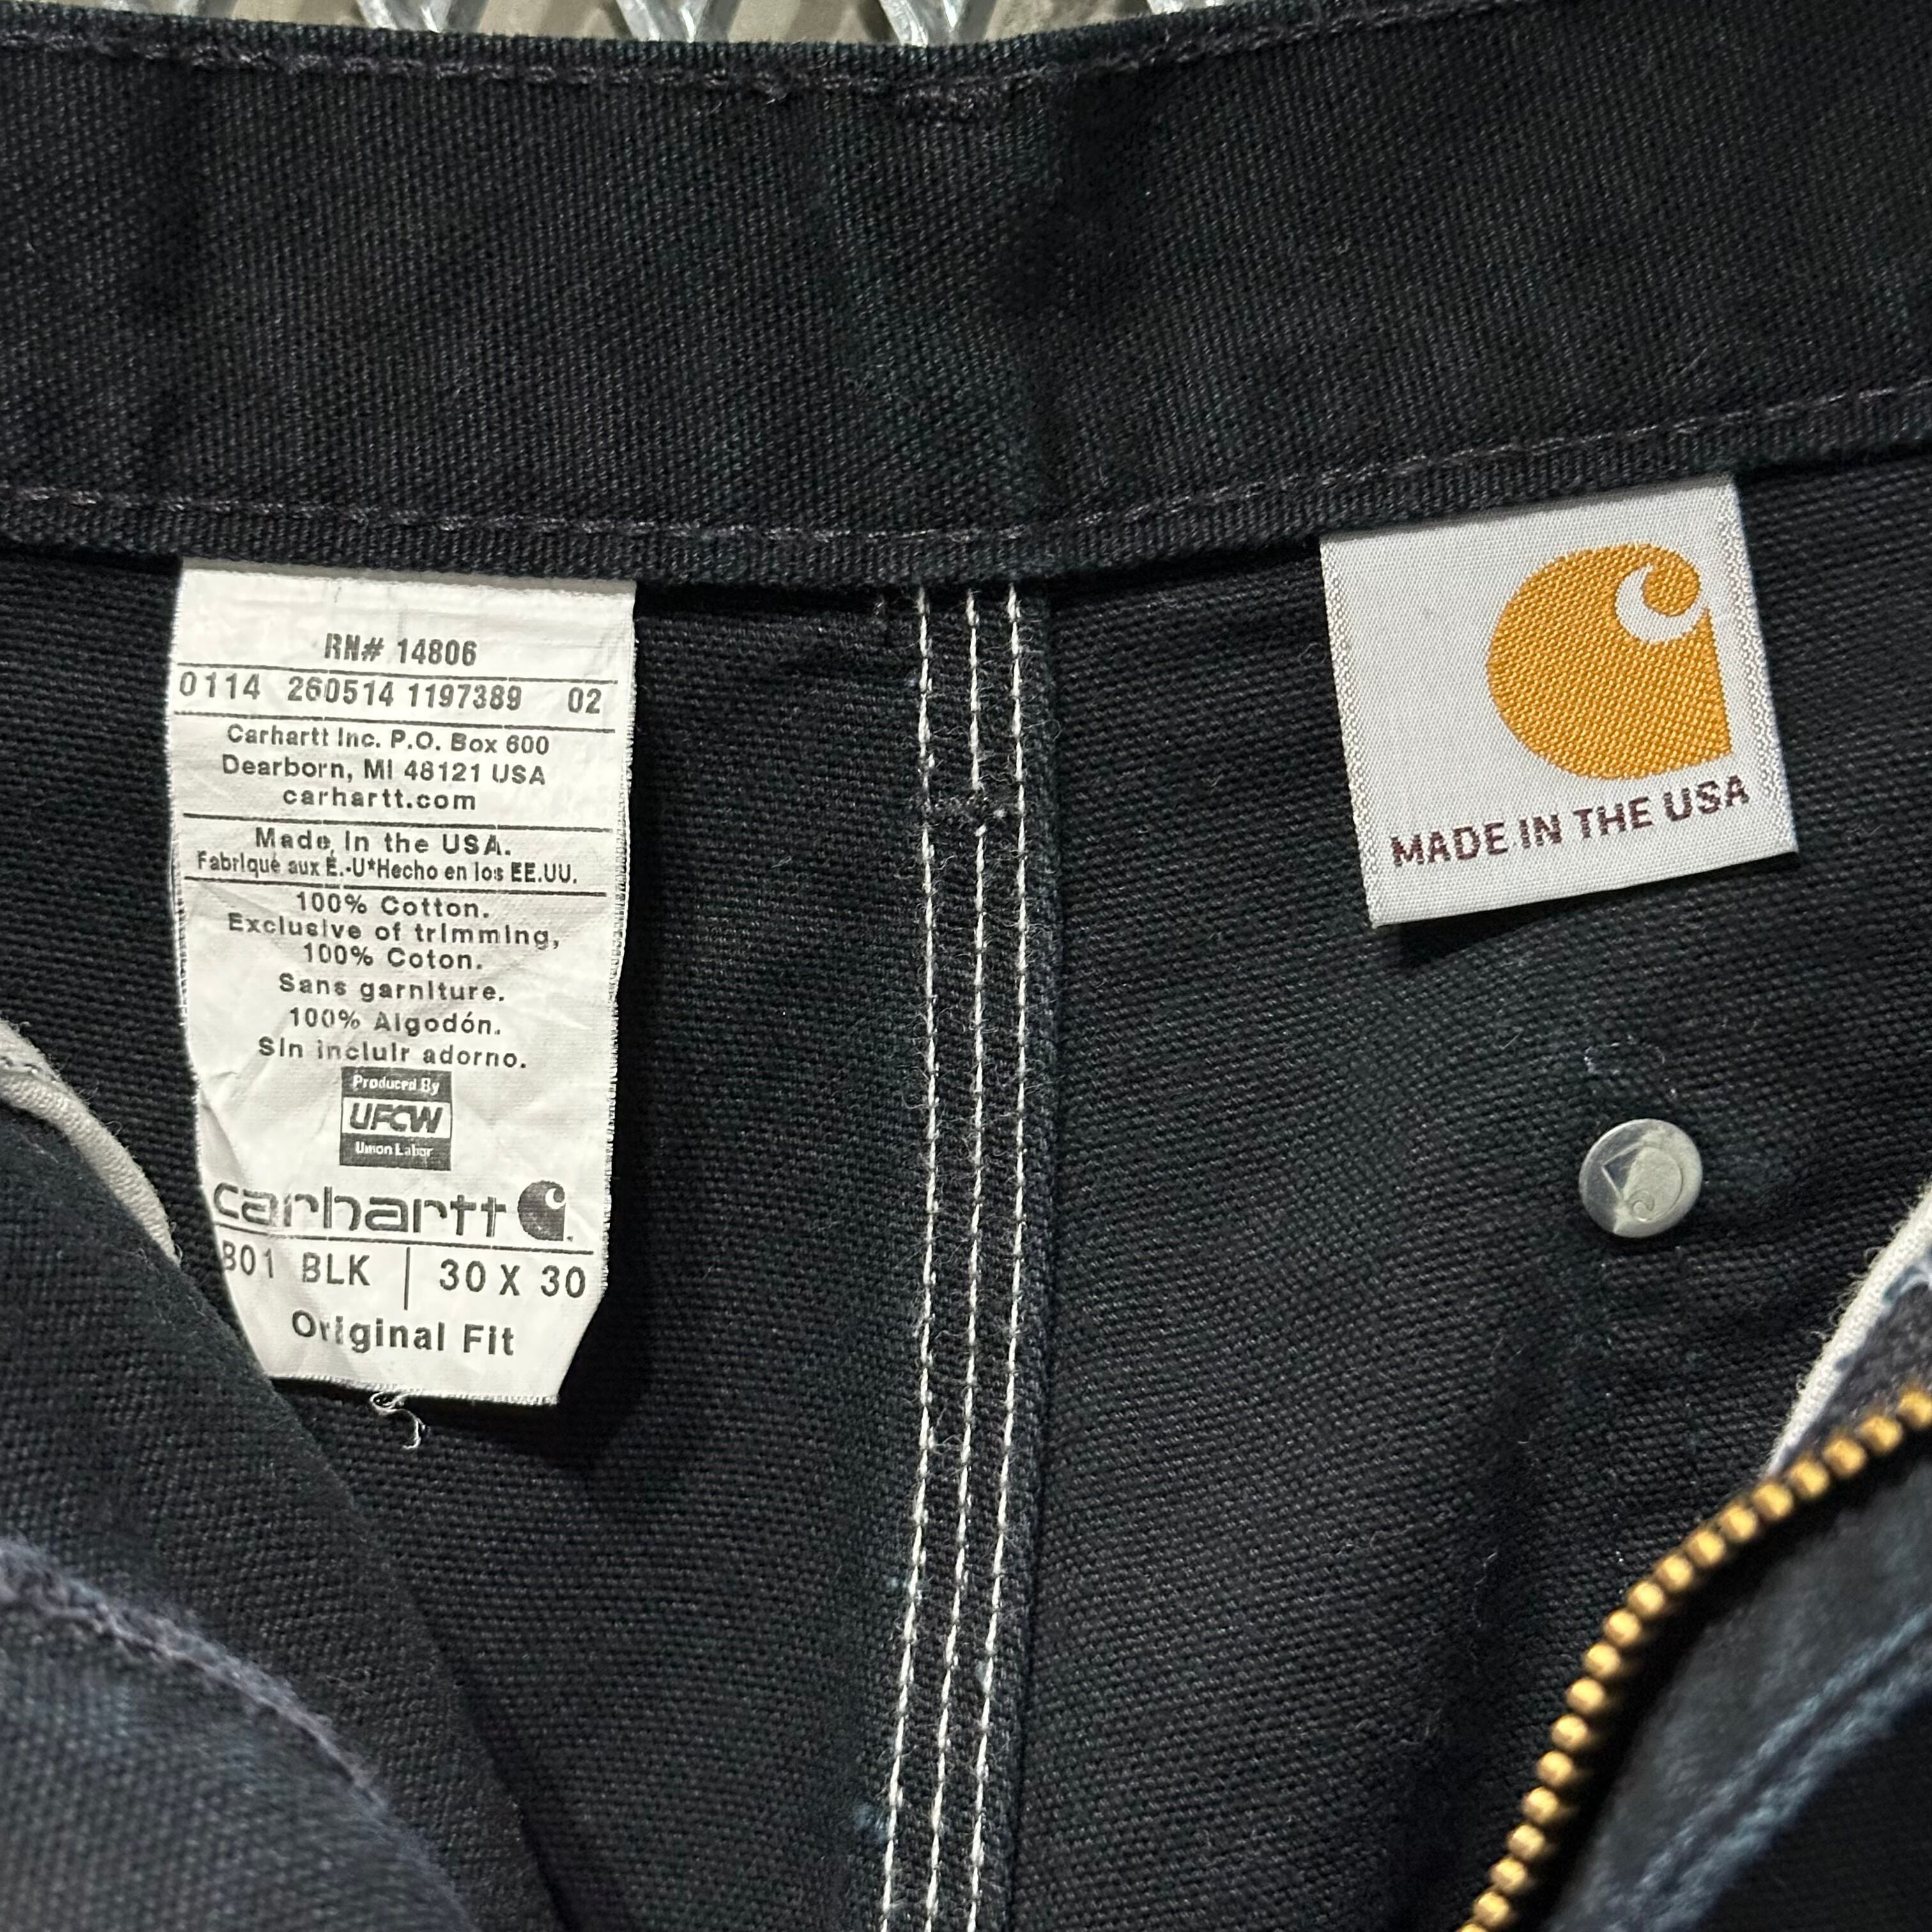 RN# 14806
0114 260514 1197389 02
Carhartt Inc. P.O. Box 600
Dearborn, MI 48121 USA
carhartt.com
Made in the USA.
Fabriqué aux É.-U*Hecho en los EE.UU.
100% Cotton.
Exclusive of trimming,
100% Coton.
Sans garniture.
100% Algodón.
Sin incluir adorno.
Produced By
UFCW
Union Labor
carhartt
B01 BLK | 30 X 30
Original Fit
MADE IN THE USA